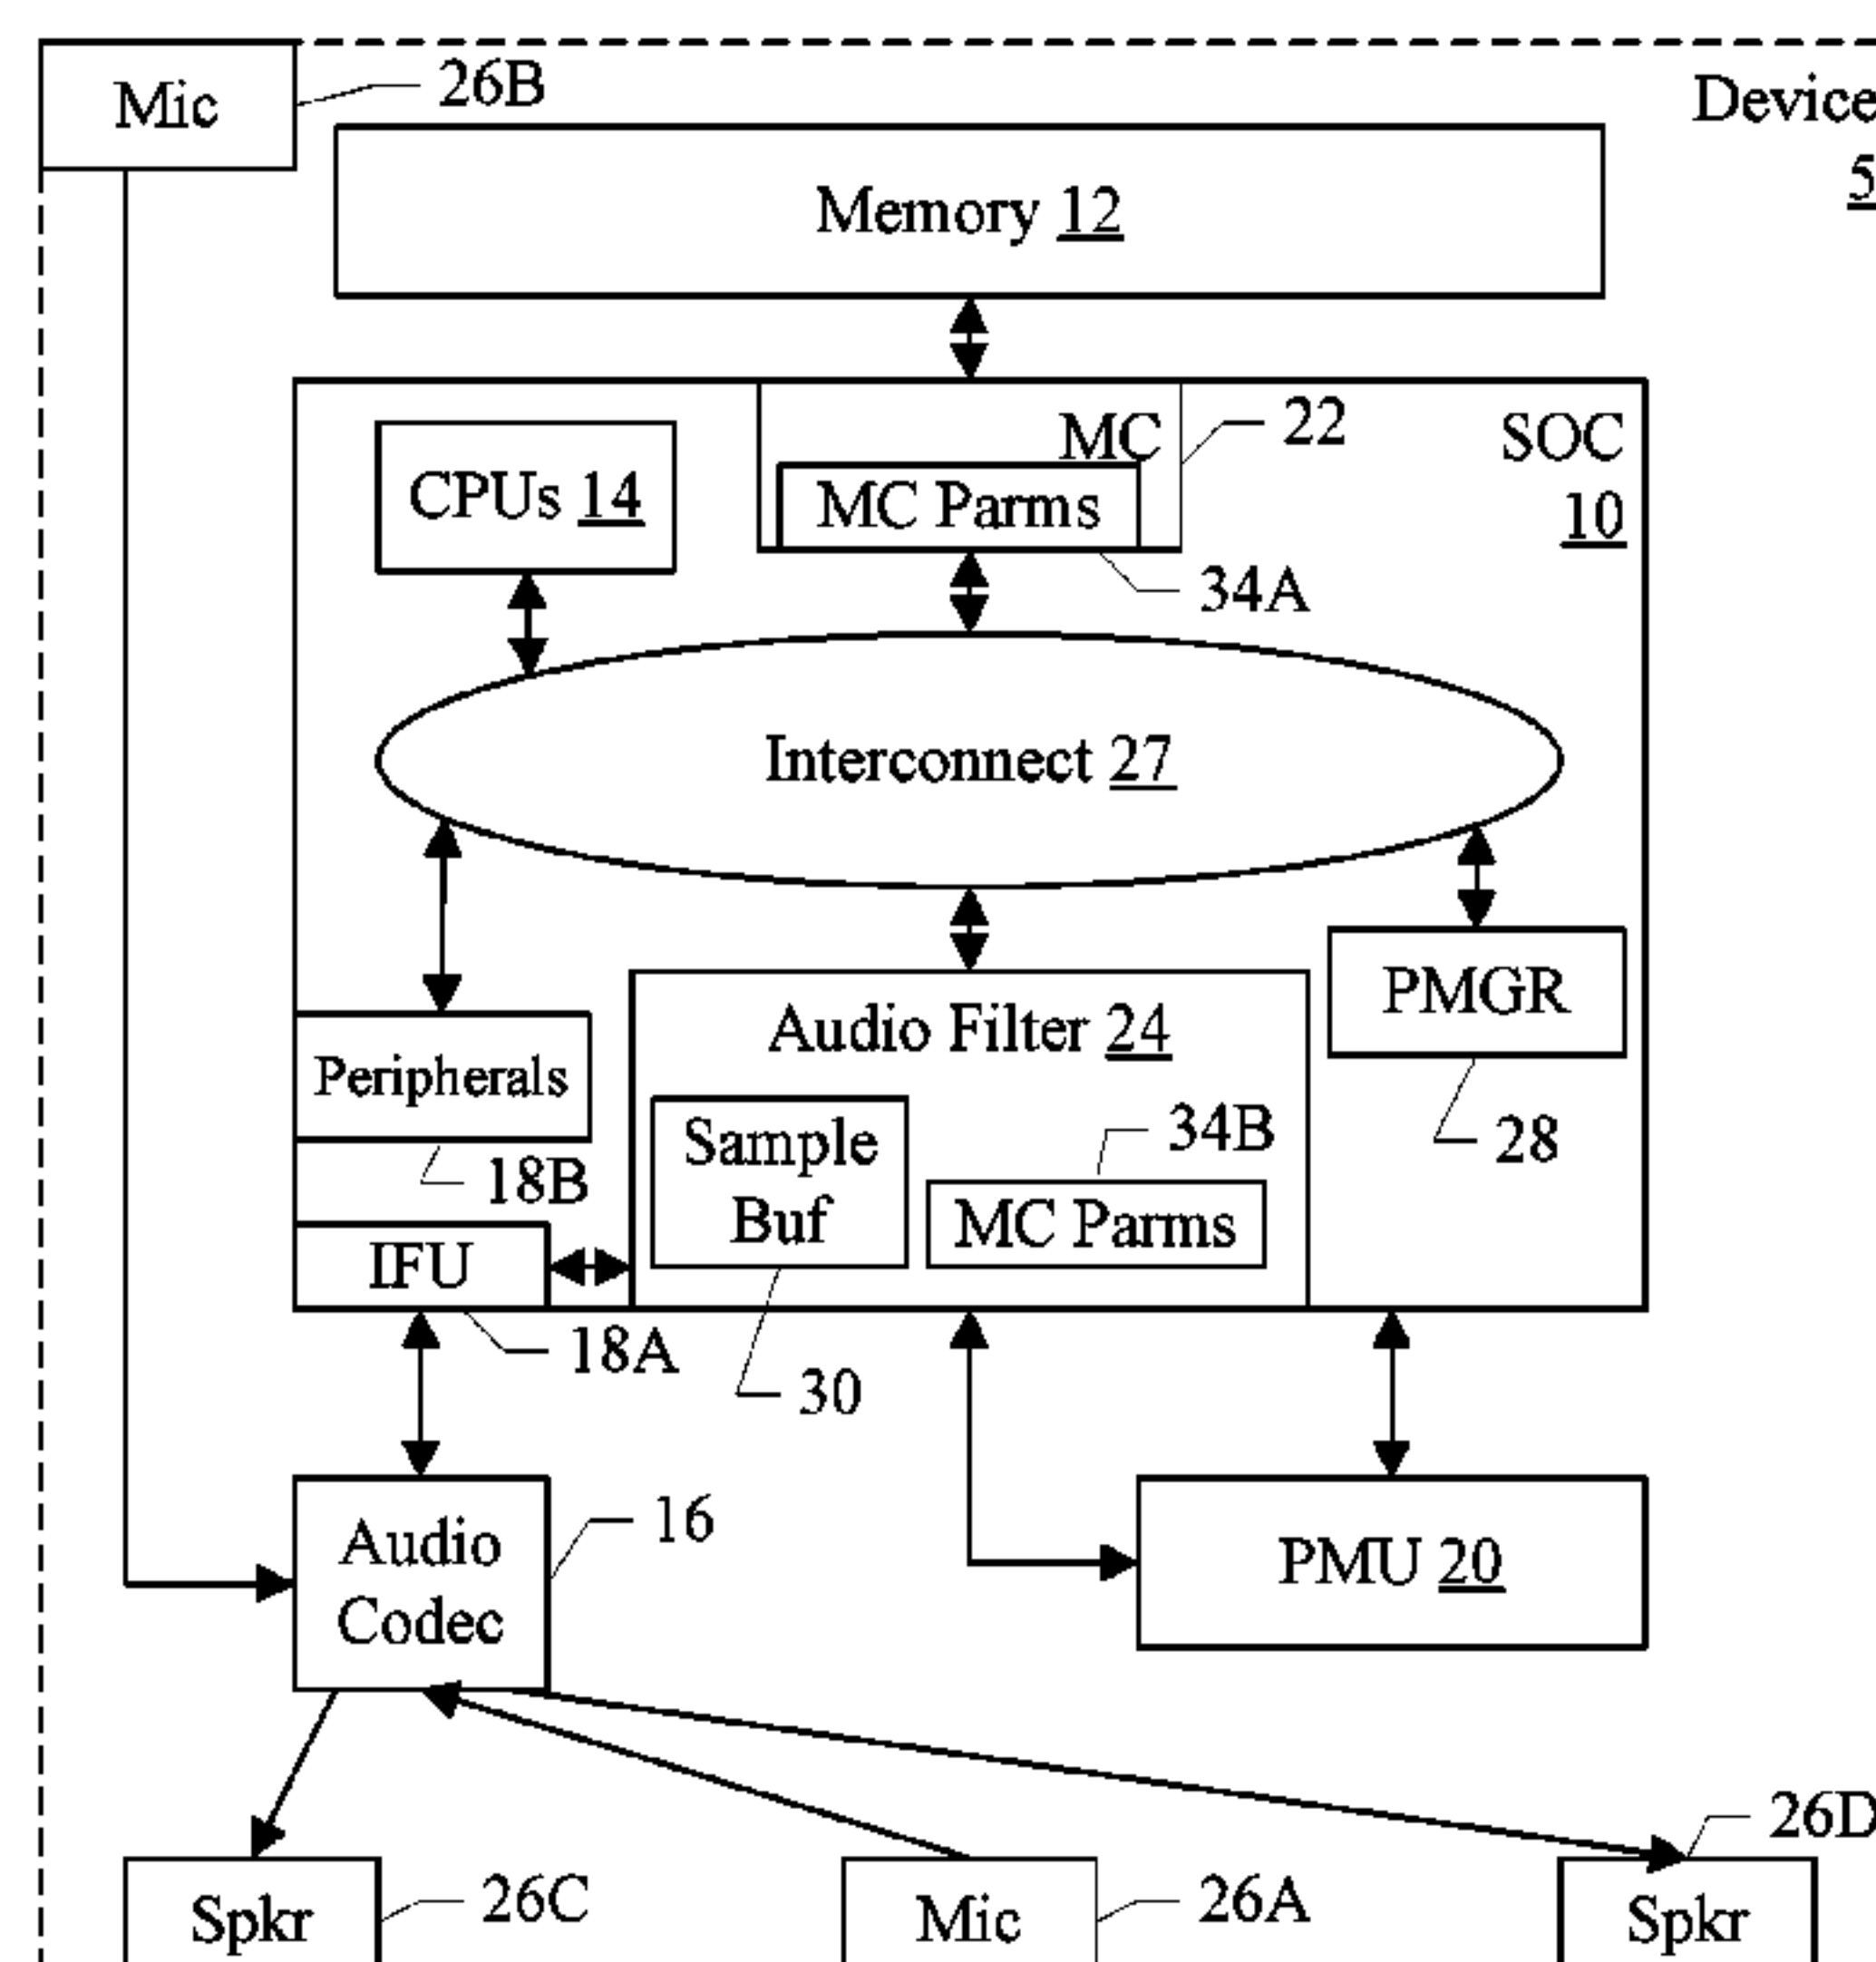 Mic
26B
Device
5
Memory 12
MC
22
SOC
10
CPUs 14
MC Parms
34A
Interconnect 27
PMGR
28
Audio Filter 24
Peripherals
18B
Sample
Buf
34B
MC Parms
IFU
18A
30
Audio
Codec
16
PMU 20
26D
Spkr
26C
Mic
26A
Spkr